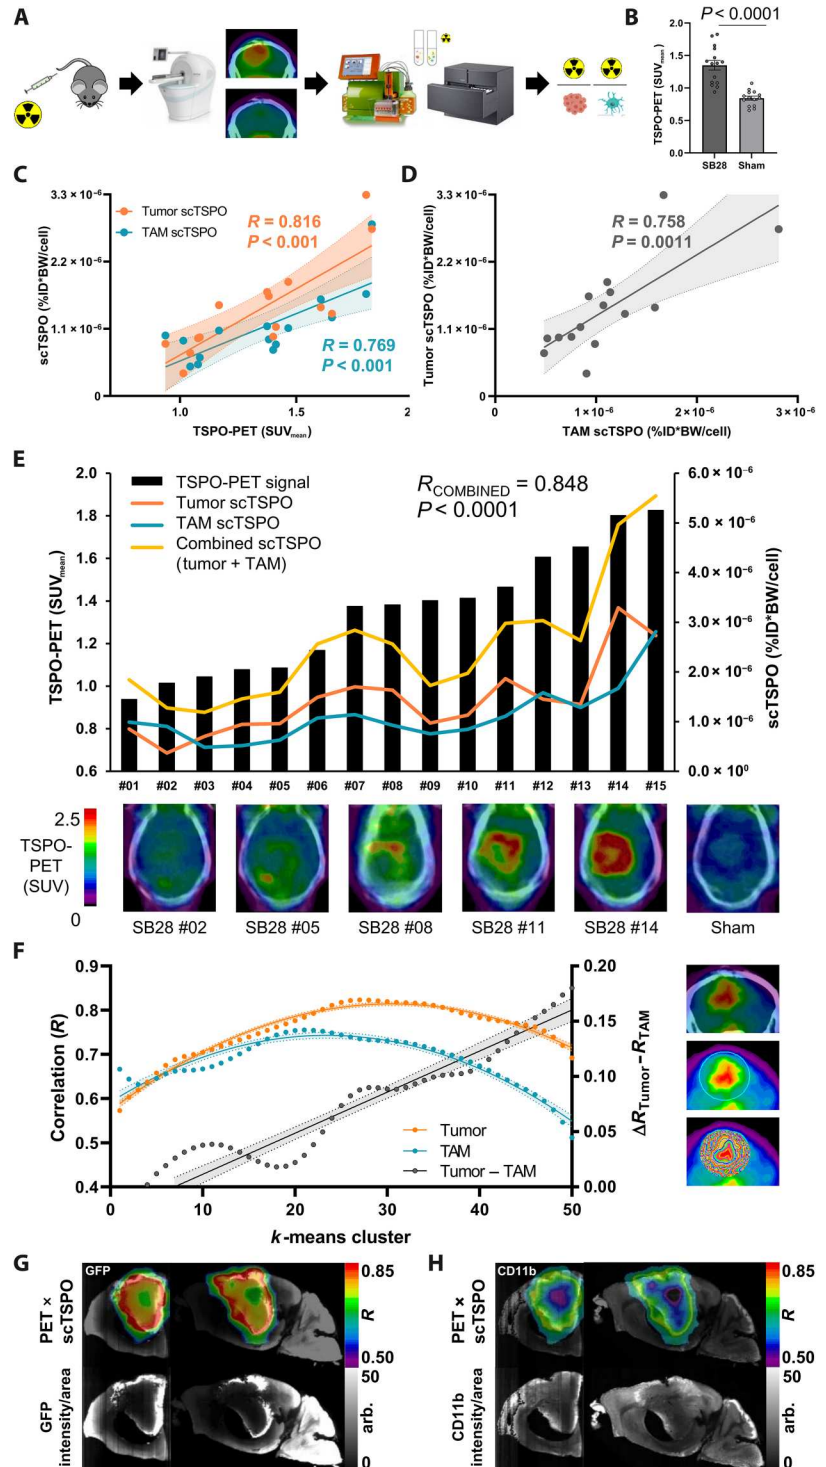 A
B
P < 0.0001
TSPO-PET (SUVmean)
2.0
1.5
1.0
0.5
0.0
SB28 Sham
C
scTSPO (%ID*BW/cell)
3.3 × 10⁻⁶
2.2 × 10⁻⁶
1.1 × 10⁻⁶
0
Tumor scTSPO
TAM scTSPO
R = 0.816
P < 0.001
R = 0.769
P < 0.001
1.0 1.5 2
TSPO-PET (SUVmean)
D
Tumor scTSPO (%ID*BW/cell)
3.3 × 10⁻⁶
2.2 × 10⁻⁶
1.1 × 10⁻⁶
0
R = 0.758
P = 0.0011
0 1 × 10⁻⁶ 2 × 10⁻⁶ 3 × 10⁻⁶
TAM scTSPO (%ID*BW/cell)
E
TSPO-PET (SUVmean)
2.0
1.8
1.6
1.4
1.2
1.0
0.8
0.6
TSPO-PET signal
Tumor scTSPO
TAM scTSPO
Combined scTSPO
(tumor + TAM)
RCOMBINED = 0.848
P < 0.0001
6.0 × 10⁻⁶
5.0 × 10⁻⁶
4.0 × 10⁻⁶
3.0 × 10⁻⁶
2.0 × 10⁻⁶
1.0 × 10⁻⁶
0.0 × 10⁰
scTSPO (%ID*BW/cell)
#01 #02 #03 #04 #05 #06 #07 #08 #09 #10 #11 #12 #13 #14 #15
2.5
TSPO-
PET
(SUV)
0
SB28 #02 SB28 #05 SB28 #08 SB28 #11 SB28 #14 Sham
F
Correlation (R)
0.9
0.8
0.7
0.6
0.5
0.4
Tumor
TAM
Tumor – TAM
0.20
0.15
0.10
0.05
0.00
ΔRTumor–RTAM
0 10 20 30 40 50
k-means cluster
G
PET ×
scTSPO
GFP
0.85
R
0.50
GFP
intensity/area
50
arb.
0
H
PET ×
scTSPO
CD11b
0.85
R
0.50
CD11b
intensity/area
50
arb.
0